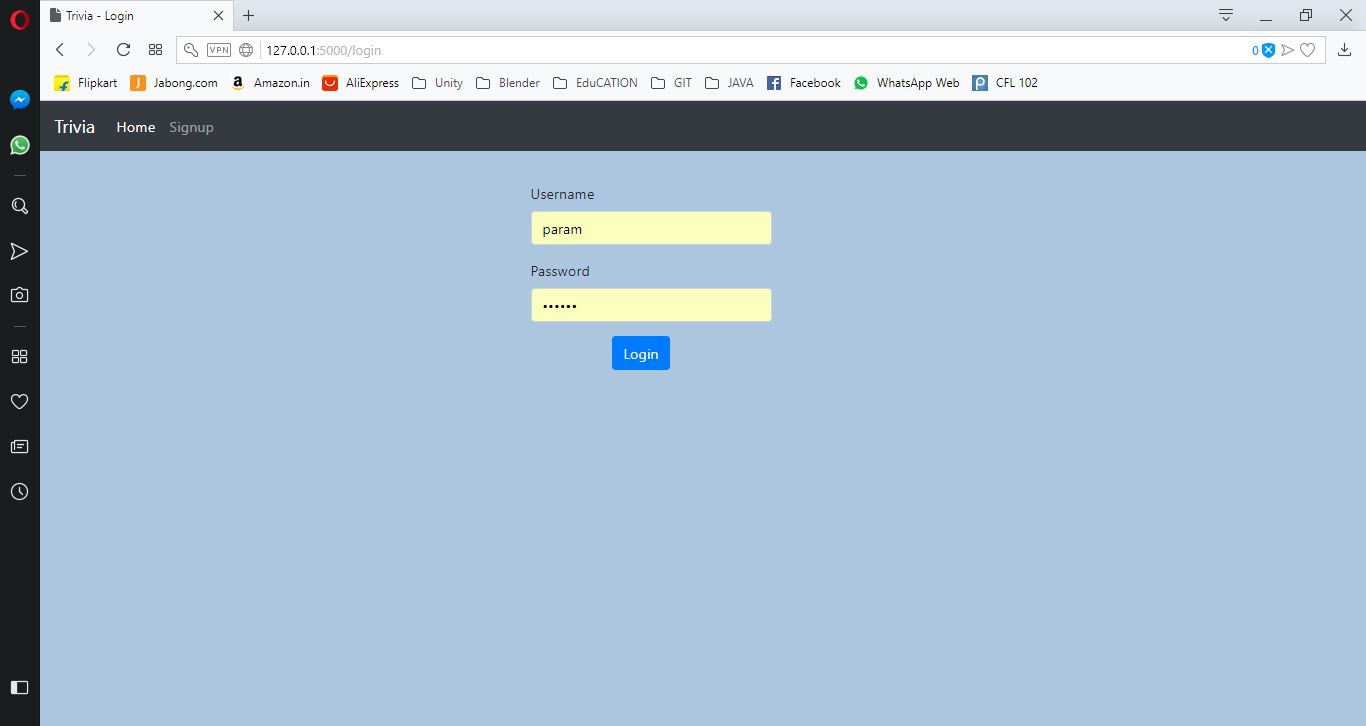 Trivia - Login
VPN 127.0.0.1:5000/login 0
Flipkart J Jabong.com a Amazon.in AliExpress Unity Blender EduCATION GIT JAVA f Facebook WhatsApp Web p CFL 102
Trivia Home Signup
Username
param
Password
••••••
Login